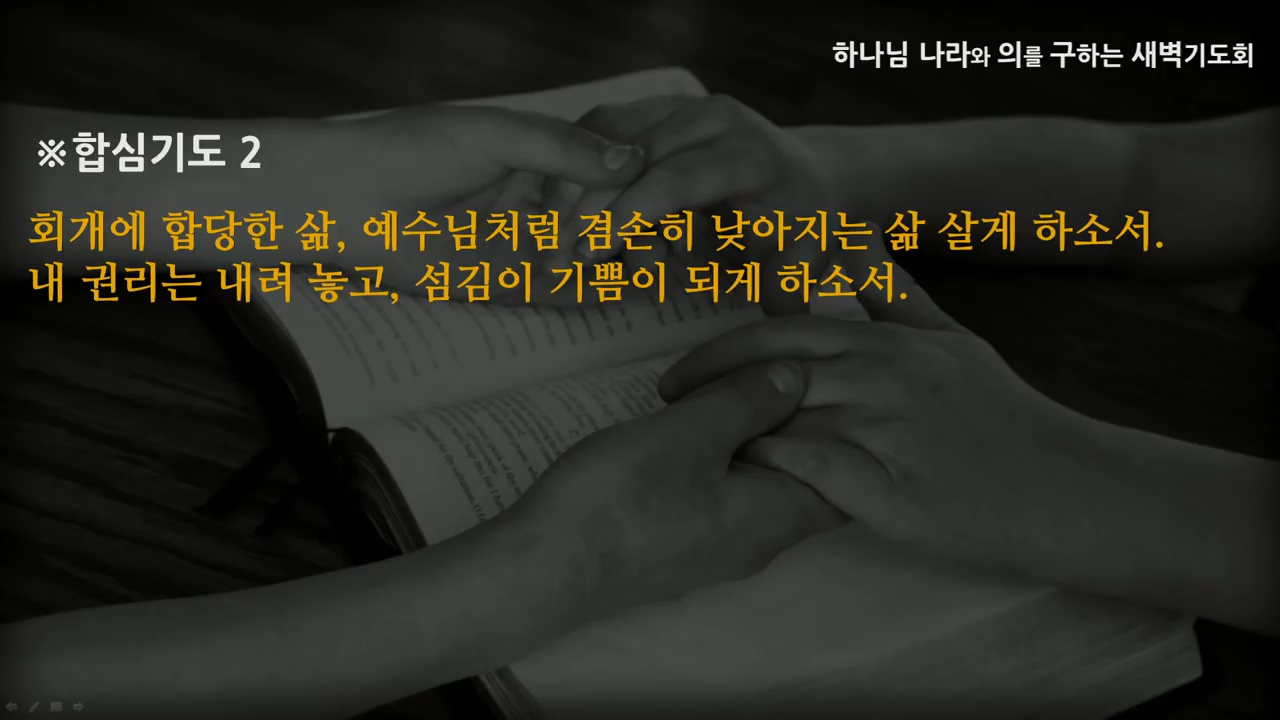 하나님 나라와 의를 구하는 새벽기도회
※합심기도 2
회개에 합당한 삶, 예수님처럼 겸손히 낮아지는 삶 살게 하소서.
내 권리는 내려 놓고, 섬김이 기쁨이 되게 하소서.